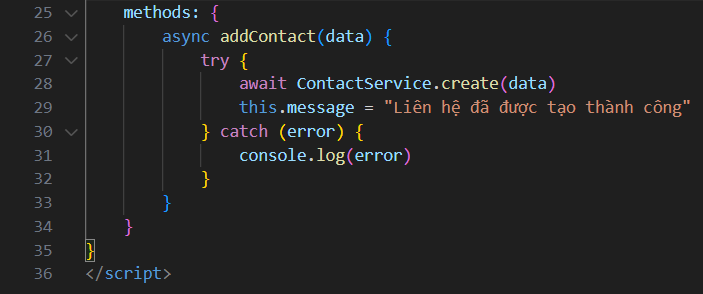 25 methods: {
26 async addContact(data) {
27 try {
28 await ContactService.create(data)
29 this.message = "Liên hệ đã được tạo thành công"
30 } catch (error) {
31 console.log(error)
32 }
33 }
34 }
35 }
36 </script>